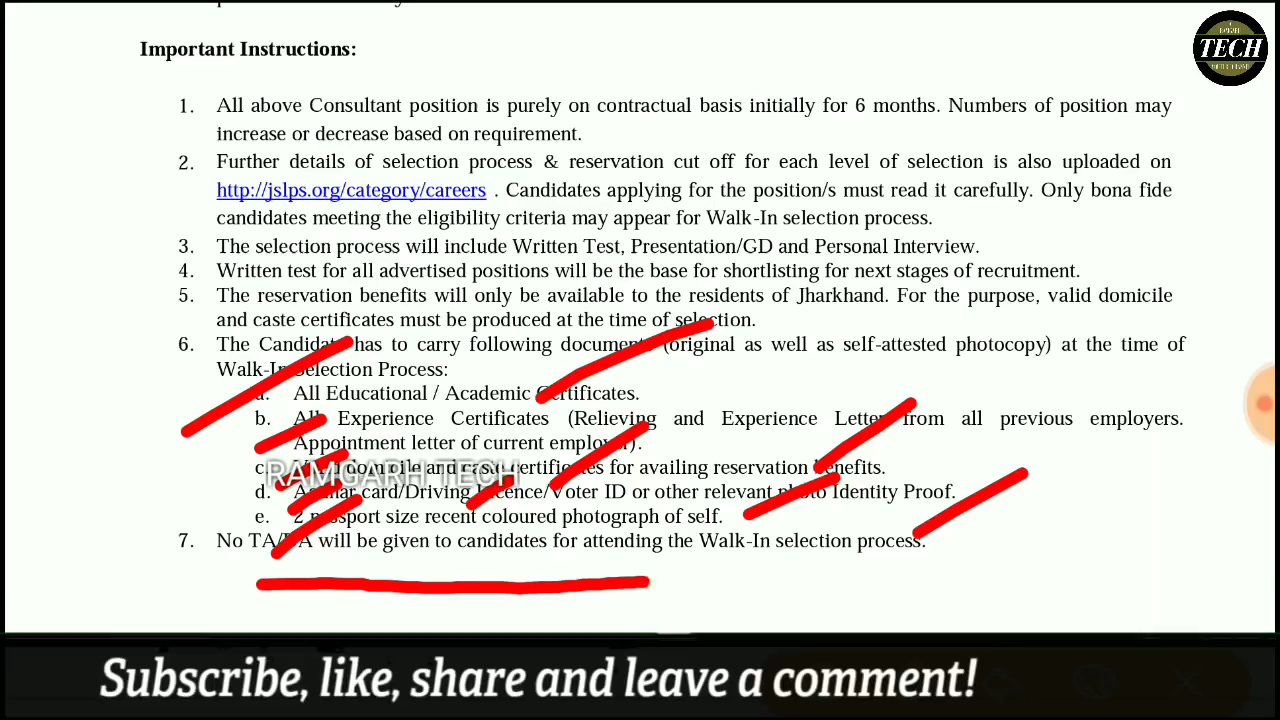 Important Instructions:
TECH
1. All above Consultant position is purely on contractual basis initially for 6 months. Numbers of position may
increase or decrease based on requirement.
2. Further details of selection process & reservation cut off for each level of selection is also uploaded on
http://jslps.org/category/careers . Candidates applying for the position/s must read it carefully. Only bona fide
candidates meeting the eligibility criteria may appear for Walk-In selection process.
3. The selection process will include Written Test, Presentation/GD and Personal Interview.
4. Written test for all advertised positions will be the base for shortlisting for next stages of recruitment.
5. The reservation benefits will only be available to the residents of Jharkhand. For the purpose, valid domicile
and caste certificates must be produced at the time of selection.
6. The Candidate has to carry following documents (original as well as self-attested photocopy) at the time of
Walk-In Selection Process:
a. All Educational / Academic Certificates.
b. All Experience Certificates (Relieving and Experience Letter from all previous employers.
Appointment letter of current employer).
c. domicile and caste certificates for availing reservation benefits.
RAMGARH TECH
d. Aadhar card/Driving Licence/Voter ID or other relevant photo Identity Proof.
e. 2 passport size recent coloured photograph of self.
7. No TA/DA will be given to candidates for attending the Walk-In selection process.
Subscribe, like, share and leave a comment!